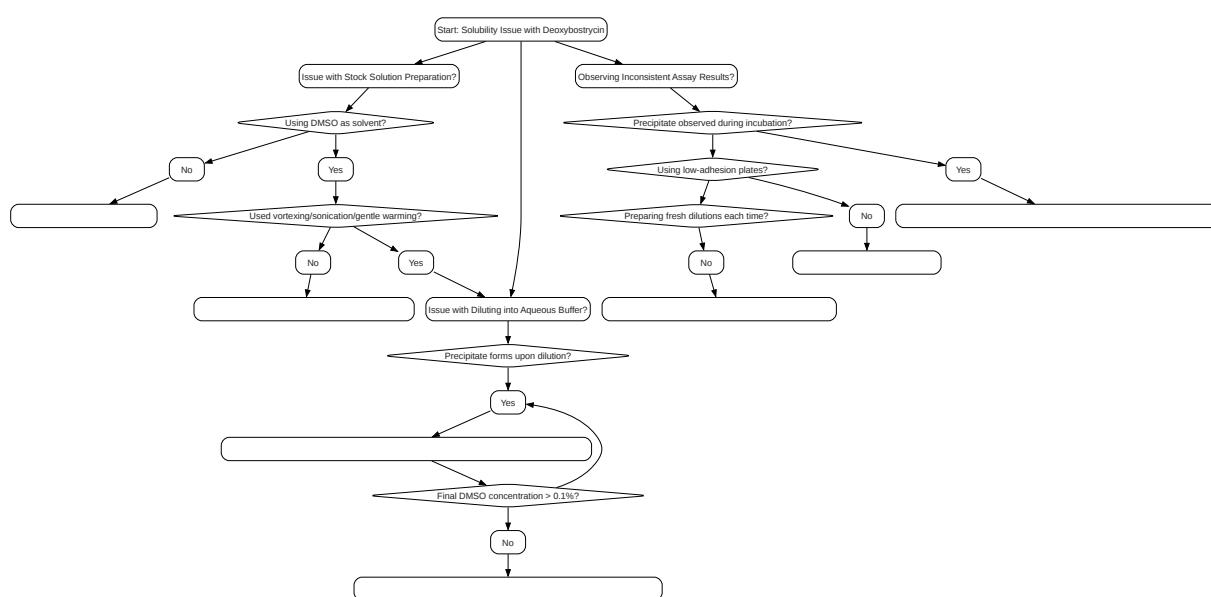 Start: Solubility Issue with Deoxybostrycin
Issue with Stock Solution Preparation?
Observing Inconsistent Assay Results?
Using DMSO as solvent?
Precipitate observed during incubation?
No
Yes
Using low-adhesion plates?
Yes
Used vortexing/sonication/gentle warming?
Preparing fresh dilutions each time?
No
No
Yes
No
Issue with Diluting into Aqueous Buffer?
Precipitate forms upon dilution?
Yes
Final DMSO concentration > 0.1%?
No